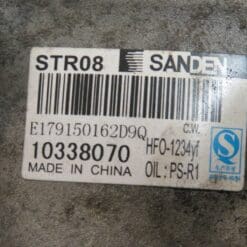 STR08 SANDEN
E179150162D9Q
C.W.
10338070
HFO-1234yf
MADE IN CHINA
OIL: PS-R1